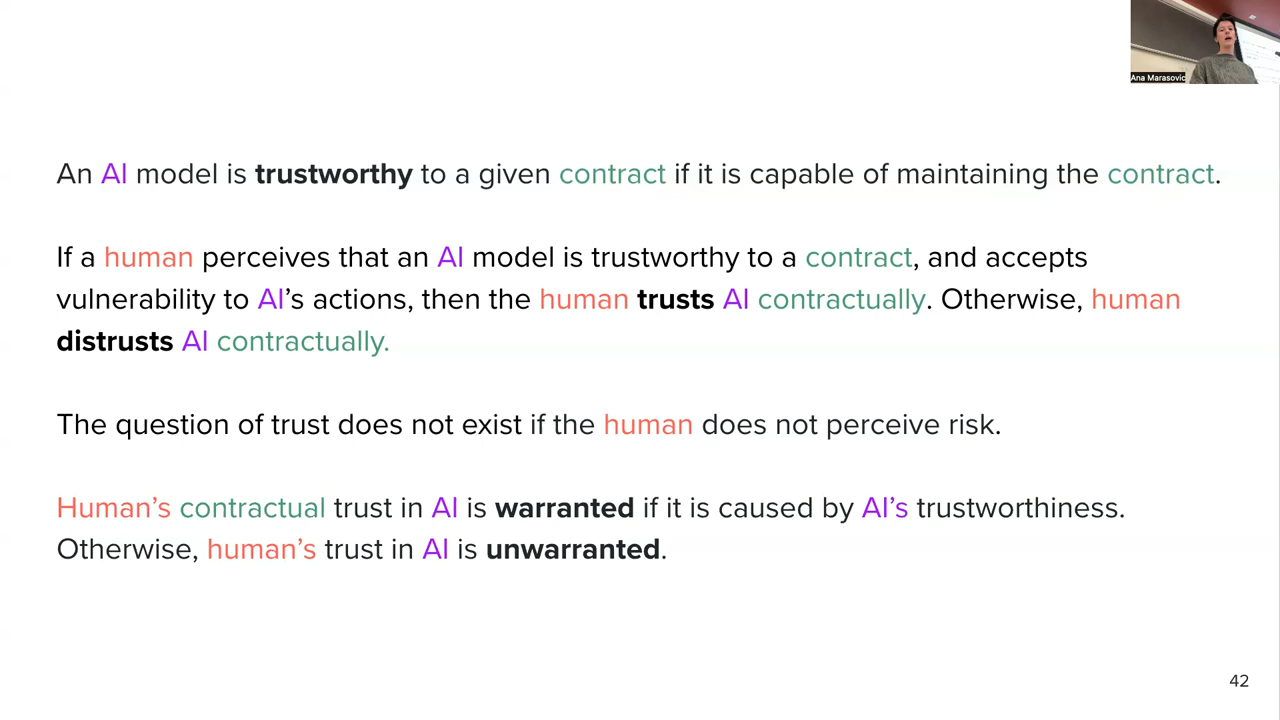 Ana Marasovic
An AI model is trustworthy to a given contract if it is capable of maintaining the contract.
If a human perceives that an AI model is trustworthy to a contract, and accepts
vulnerability to AI’s actions, then the human trusts AI contractually. Otherwise, human
distrusts AI contractually.
The question of trust does not exist if the human does not perceive risk.
Human’s contractual trust in AI is warranted if it is caused by AI’s trustworthiness.
Otherwise, human’s trust in AI is unwarranted.
42